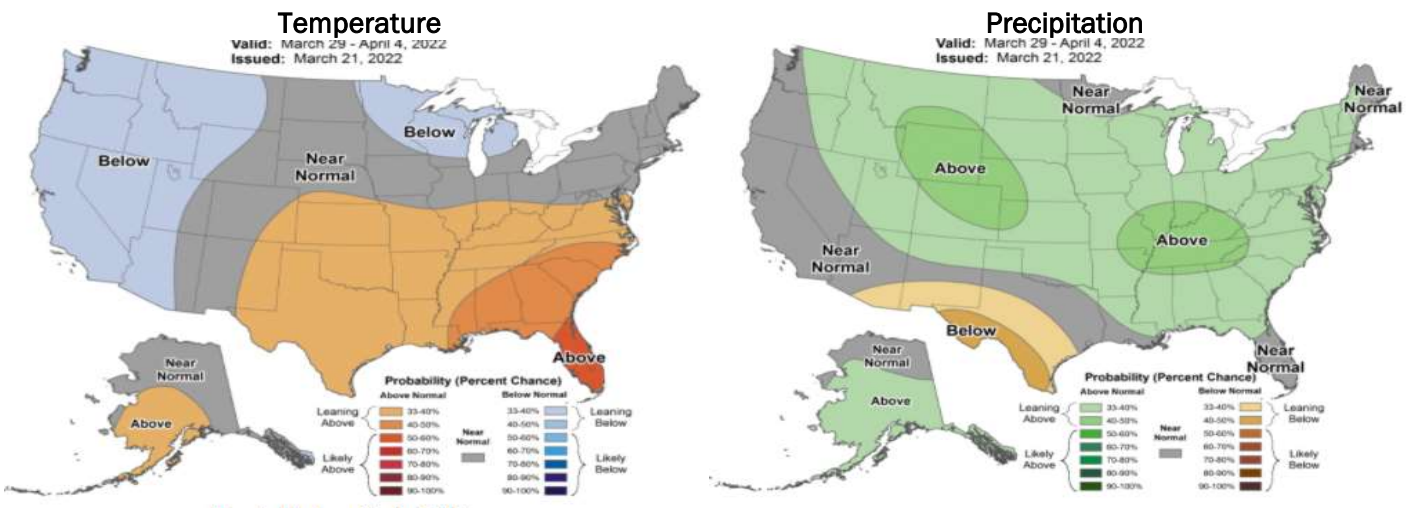 Temperature
Valid: March 29 - April 4, 2022
Issued: March 21, 2022
Below
Near
Normal
Below
Above
Near
Normal
Above
Probability (Percent Chance)
Above Normal
Below Normal
Leaning
Above
33-40%
40-50%
Likely
Above
50-60%
60-70%
70-80%
80-90%
90-100%
Near
Normal
33-40%
40-50%
Leaning
Below
50-60%
60-70%
70-80%
80-90%
90-100%
Likely
Below
Precipitation
Valid: March 29 - April 4, 2022
Issued: March 21, 2022
Near
Normal
Near
Normal
Above
Above
Near
Normal
Below
Near
Normal
Near
Normal
Above
Probability (Percent Chance)
Above Normal
Below Normal
Leaning
Above
33-40%
40-50%
Likely
Above
50-60%
60-70%
70-80%
80-90%
90-100%
Near
Normal
33-40%
40-50%
Leaning
Below
50-60%
60-70%
70-80%
80-90%
90-100%
Likely
Below